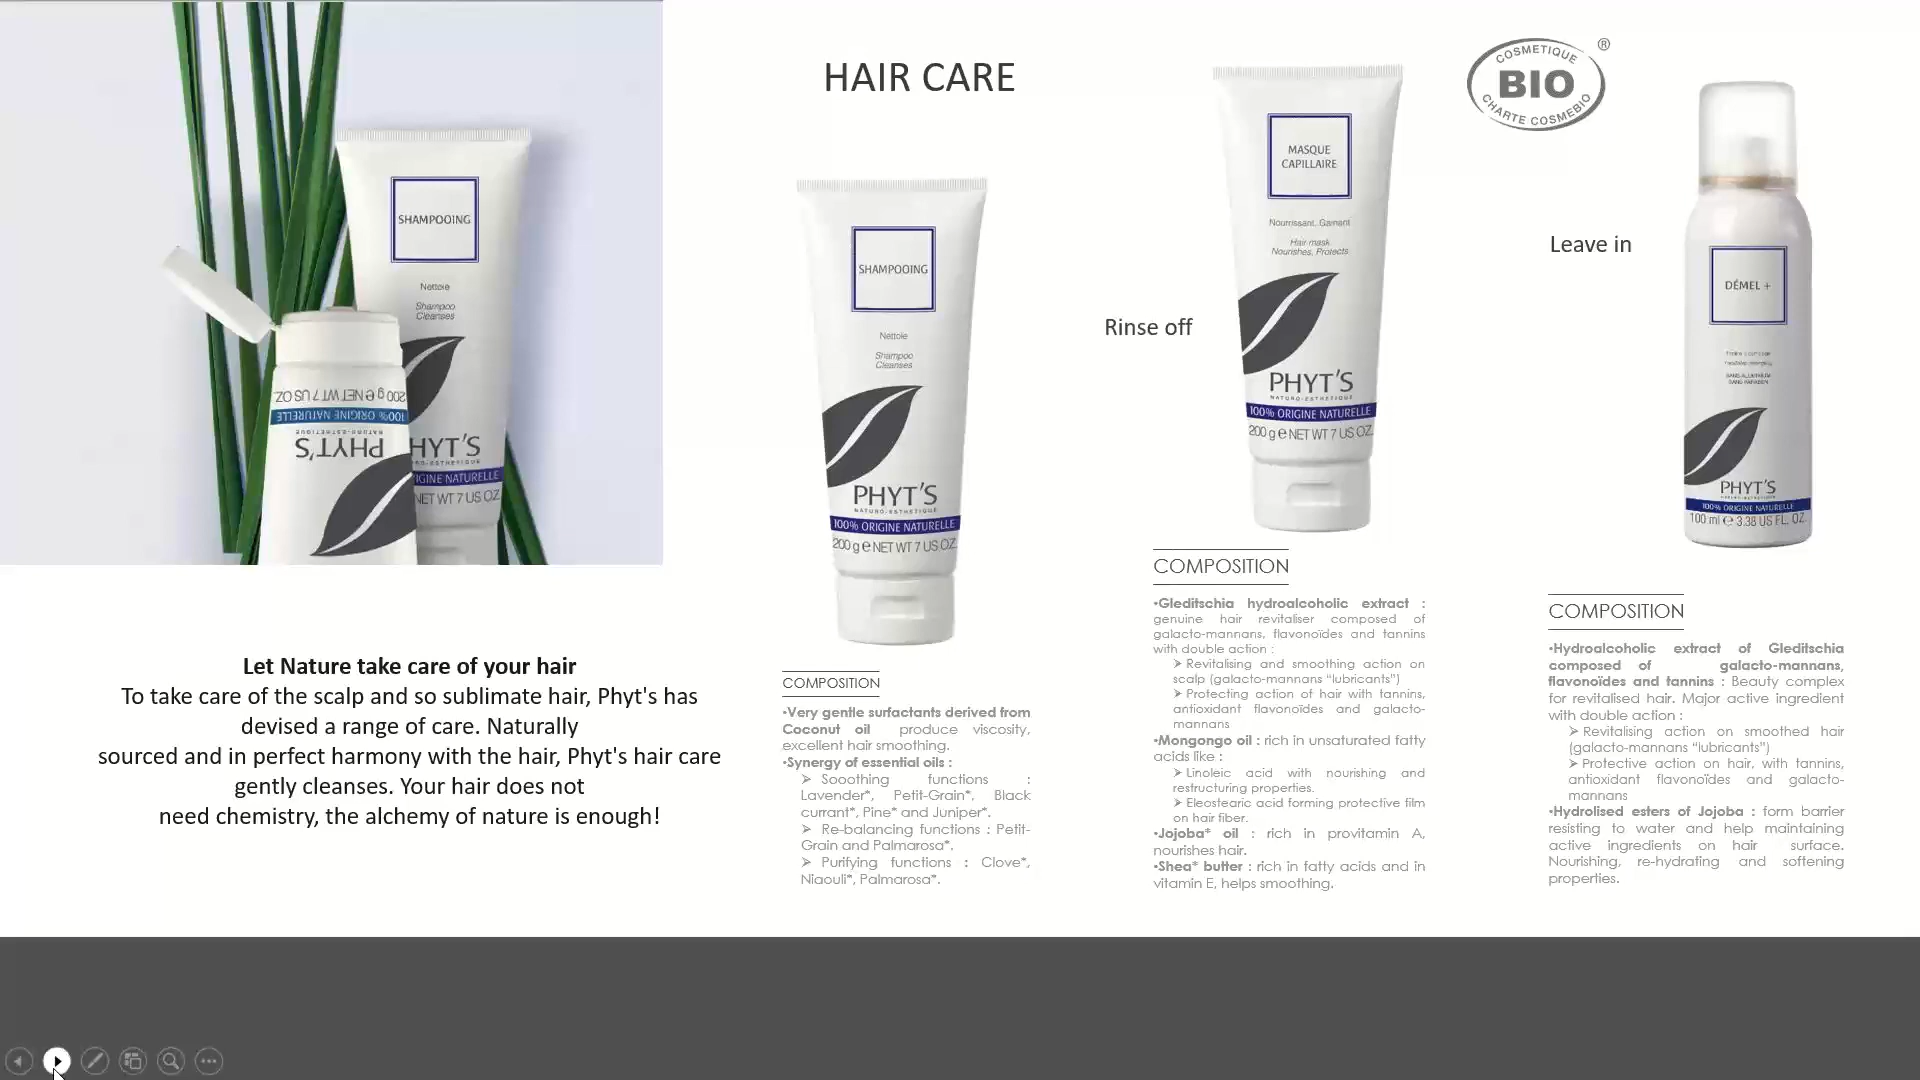 HAIR CARE
COSMETIQUE
BIO
CHARTE COSMEBIO
®
SHAMPOOING
Nettoie
Shampoo
Cleanses
PHYT'S
ORIGINE NATURELLE
NET WT 7 US OZ
200 g e NET WT 7 US OZ.
100% ORIGINE NATURELLE
NATURO-ESTHETIQUE
PHYT'S
Let Nature take care of your hair
To take care of the scalp and so sublimate hair, Phyt's has
devised a range of care. Naturally
sourced and in perfect harmony with the hair, Phyt's hair care
gently cleanses. Your hair does not
need chemistry, the alchemy of nature is enough!
SHAMPOOING
Nettoie
Shampoo
Cleanses
PHYT'S
NATURO-ESTHETIQUE
100% ORIGINE NATURELLE
200 g e NET WT 7 US OZ.
COMPOSITION
•Very gentle surfactants derived from
Coconut oil produce viscosity,
excellent hair smoothing.
•Synergy of essential oils :
➢ Sooothing functions :
Lavender*, Petit-Grain*, Black
currant*, Pine* and Juniper*.
➢ Re-balancing functions : Petit-
Grain and Palmarosa*.
➢ Purifying functions : Clove*,
Niaouli*, Palmarosa*.
Rinse off
MASQUE
CAPILLAIRE
Nourrissant, Gainant
Hair mask
Nourishes, Protects
PHYT'S
NATURO-ESTHETIQUE
100% ORIGINE NATURELLE
200 g e NET WT 7 US OZ.
COMPOSITION
•Gleditschia hydroalcoholic extract :
genuine hair revitaliser composed of
galacto-mannans, flavonoïdes and tannins
with double action :
➢ Revitalising and smoothing action on
scalp (galacto-mannans “lubricants”)
➢ Protecting action of hair with tannins,
antioxidant flavonoïdes and galacto-
mannans
•Mongongo oil : rich in unsaturated fatty
acids like :
➢ Linoleic acid with nourishing and
restructuring properties.
➢ Eleostearic acid forming protective film
on hair fiber.
•Jojoba* oil : rich in provitamin A,
nourishes hair.
•Shea* butter : rich in fatty acids and in
vitamin E, helps smoothing.
Leave in
DÉMEL +
PHYT'S
100% ORIGINE NATURELLE
100 ml e 3.38 US FL. OZ.
COMPOSITION
•Hydroalcoholic extract of Gleditschia
composed of galacto-mannans,
flavonoïdes and tannins : Beauty complex
for revitalised hair. Major active ingredient
with double action :
➢ Revitalising action on smoothed hair
(galacto-mannans “lubricants”)
➢ Protective action on hair, with tannins,
antioxidant flavonoïdes and galacto-
mannans
•Hydrolised esters of Jojoba : form barrier
resisting to water and help maintaining
active ingredients on hair surface.
Nourishing, re-hydrating and softening
properties.